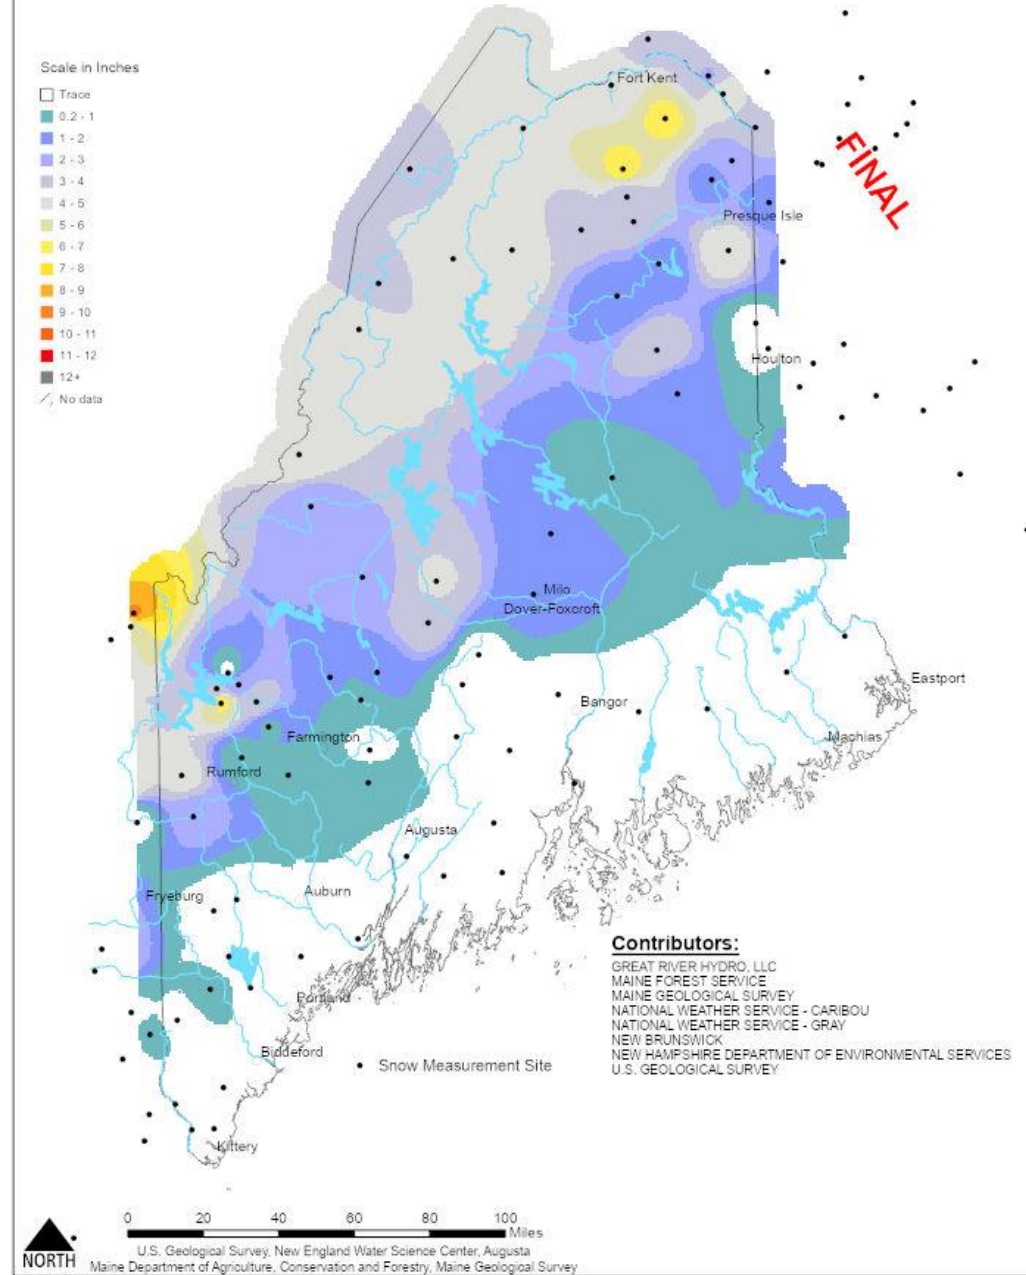 Scale in Inches
Trace
0.2 - 1
1 - 2
2 - 3
3 - 4
4 - 5
5 - 6
6 - 7
7 - 8
8 - 9
9 - 10
10 - 11
11 - 12
12+
No data
Fort Kent
FINAL
Presque Isle
Houlton
Milo
Dover-Foxcroft
Eastport
Bangor
Machias
Farmington
Rumford
Augusta
Auburn
Fryeburg
Portland
Biddeford
Kittery
Snow Measurement Site
Contributors:
GREAT RIVER HYDRO, LLC
MAINE FOREST SERVICE
MAINE GEOLOGICAL SURVEY
NATIONAL WEATHER SERVICE - CARIBOU
NATIONAL WEATHER SERVICE - GRAY
NEW BRUNSWICK
NEW HAMPSHIRE DEPARTMENT OF ENVIRONMENTAL SERVICES
U.S. GEOLOGICAL SURVEY
0 20 40 60 80 100
Miles
NORTH
U.S. Geological Survey, New England Water Science Center, Augusta
Maine Department of Agriculture, Conservation and Forestry, Maine Geological Survey